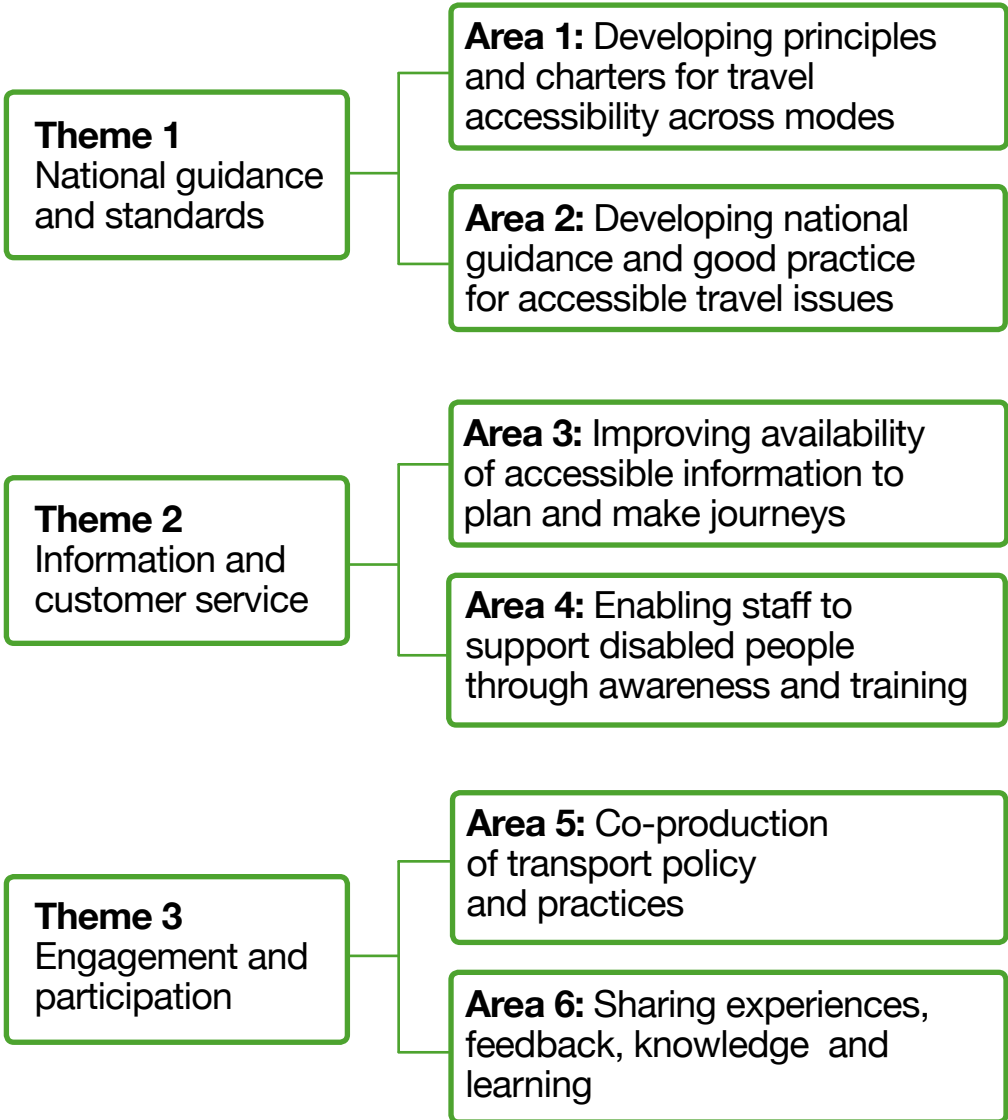 Theme 1
National guidance
and standards
Area 1: Developing principles
and charters for travel
accessibility across modes
Area 2: Developing national
guidance and good practice
for accessible travel issues
Theme 2
Information and
customer service
Area 3: Improving availability
of accessible information to
plan and make journeys
Area 4: Enabling staff to
support disabled people
through awareness and training
Theme 3
Engagement and
participation
Area 5: Co-production
of transport policy
and practices
Area 6: Sharing experiences,
feedback, knowledge  and
learning